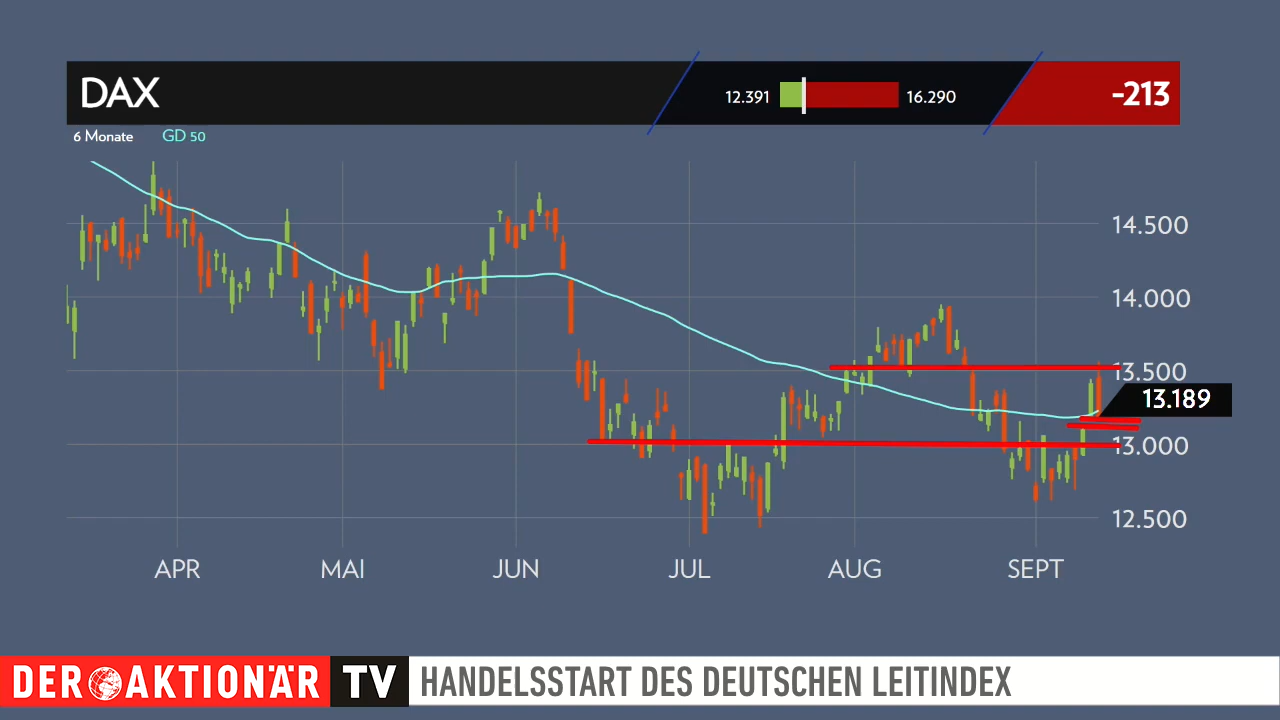 DAX
12.391
16.290
-213
6 Monate
GD 50
14.500
14.000
13.500
13.189
13.000
12.500
APR
MAI
JUN
JUL
AUG
SEPT
DER AKTIONÄR TV
HANDELSSTART DES DEUTSCHEN LEITINDEX